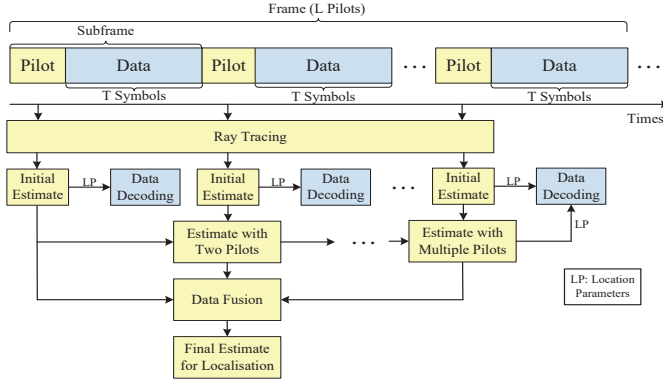 Frame (L Pilots)
Subframe
Pilot Data Pilot Data ... Pilot Data ...
T Symbols T Symbols T Symbols
Times
Ray Tracing
Initial Estimate LP Data Decoding Initial Estimate LP Data Decoding ... Initial Estimate LP Data Decoding
LP
Estimate with Two Pilots ... Estimate with Multiple Pilots
LP: Location
Parameters
Data Fusion
Final Estimate
for Localisation